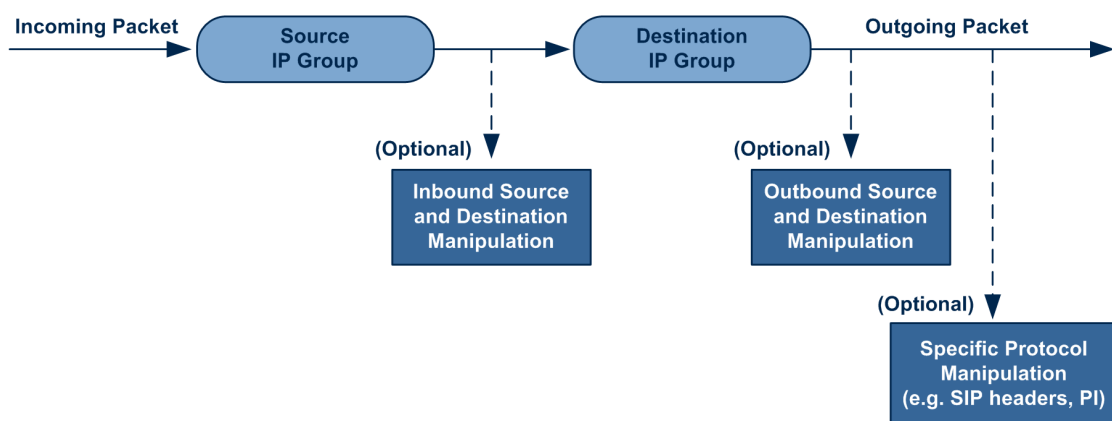 Incoming Packet
Source
IP Group
Destination
IP Group
Outgoing Packet
(Optional)
Inbound Source
and Destination
Manipulation
(Optional)
Outbound Source
and Destination
Manipulation
(Optional)
Specific Protocol
Manipulation
(e.g. SIP headers, PI)